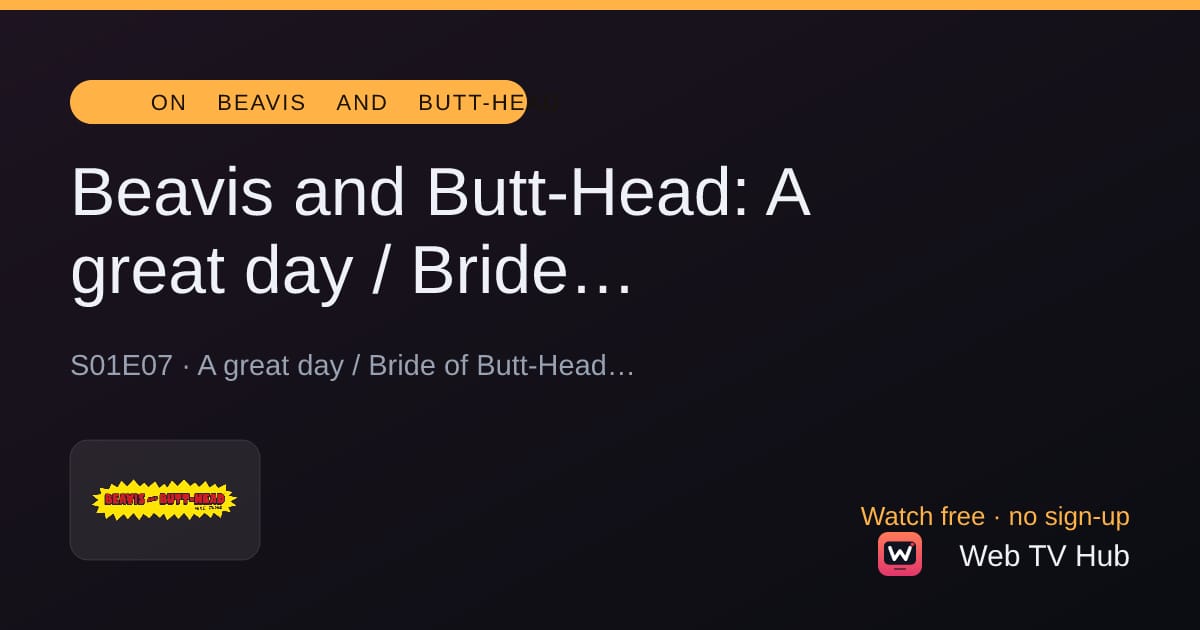 ON BEAVIS AND BUTT-HEAD
Beavis and Butt-Head: A
great day / Bride…
S01E07 · A great day / Bride of Butt-Head…
BEAVIS AND BUTT-HEAD
Watch free · no sign-up
W
Web TV Hub